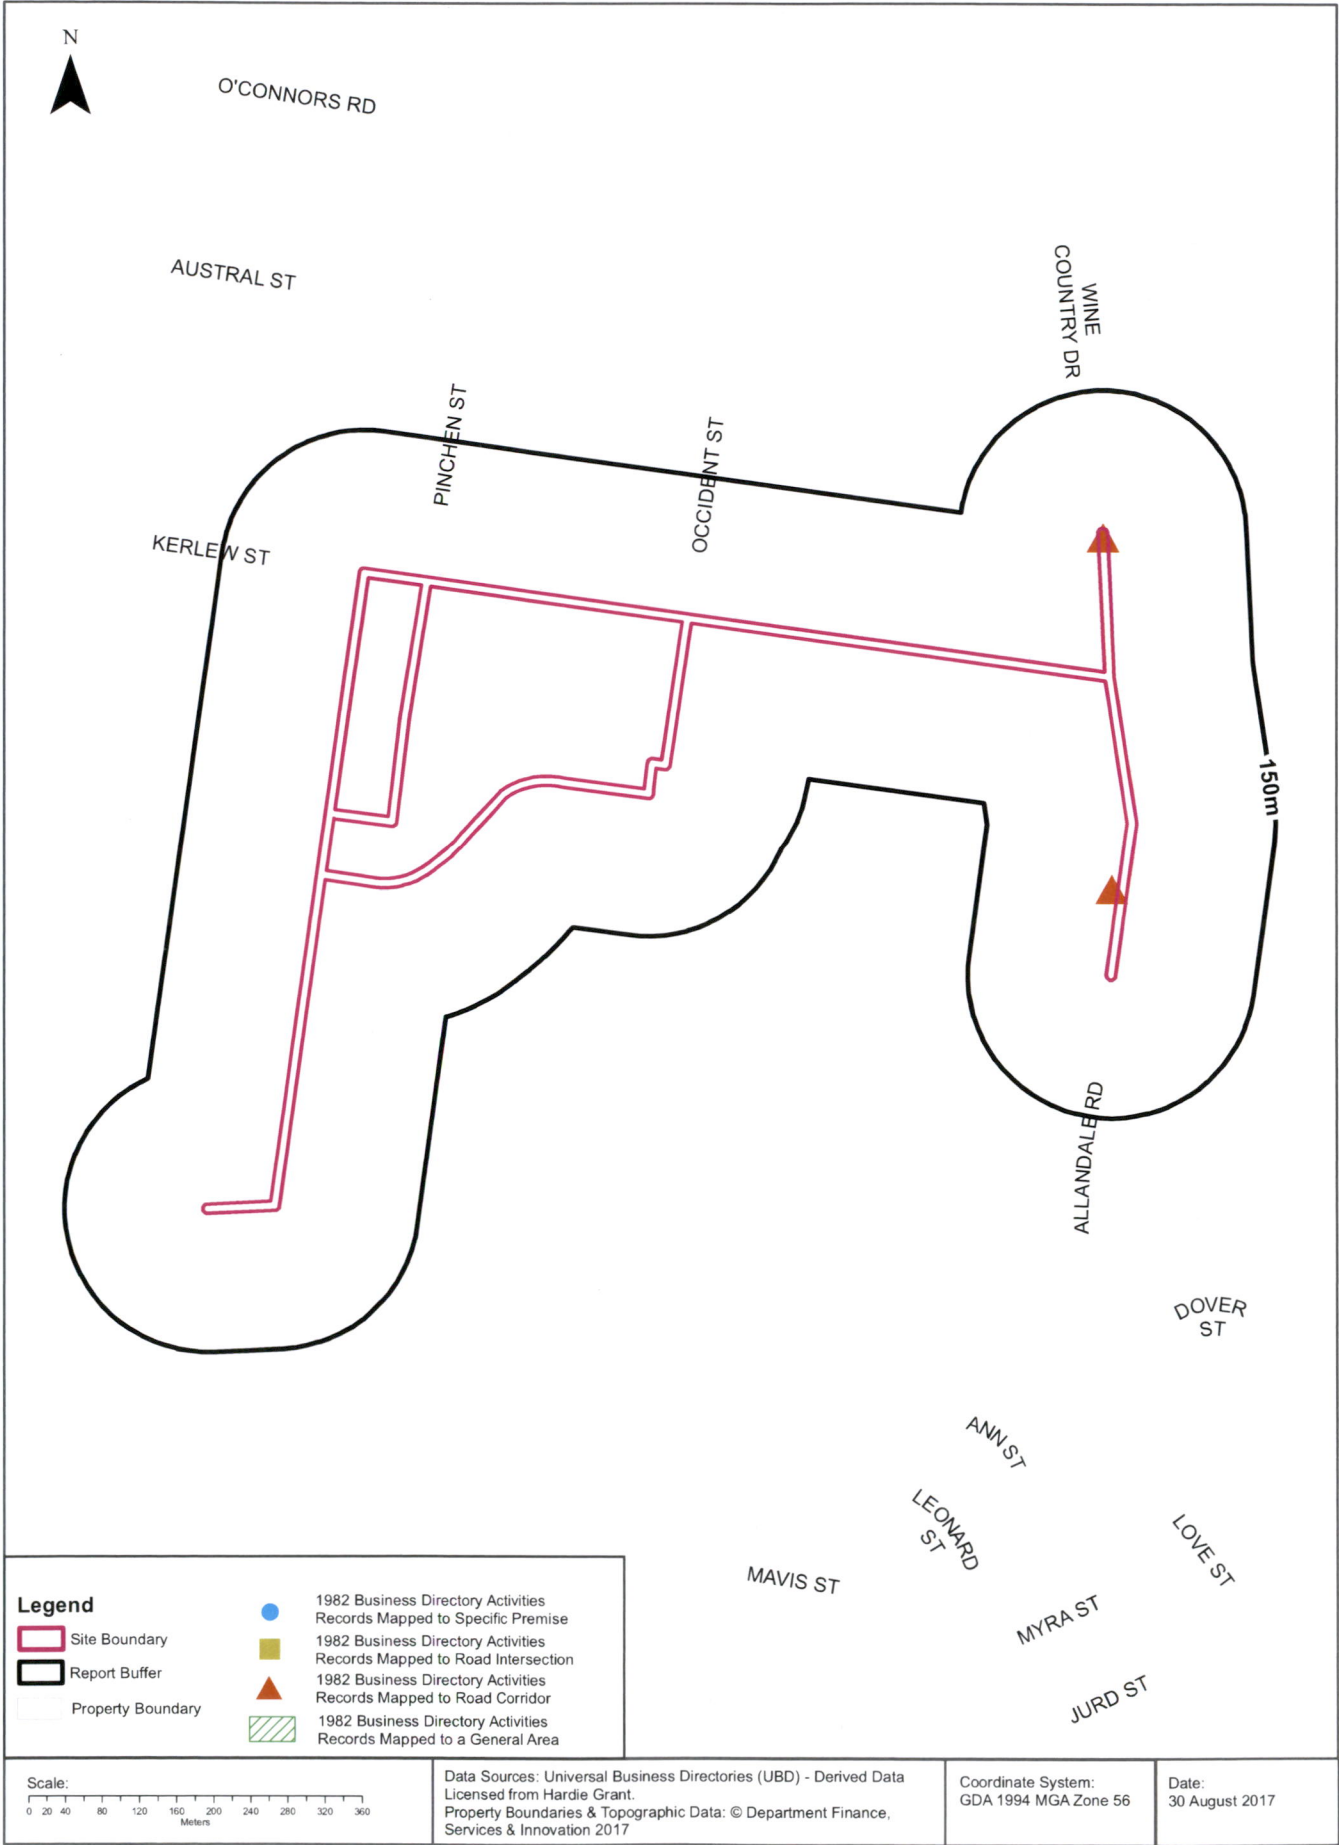 N
O'CONNORS RD
AUSTRAL ST
WINE
COUNTRY DR
PINCHEN ST
OCCIDENT ST
KERLEW ST
150m
ALLANDALE RD
DOVER
ST
ANN ST
LEONARD
ST
LOVE ST
MAVIS ST
MYRA ST
JURD ST
Legend
Site Boundary
Report Buffer
Property Boundary
1982 Business Directory Activities
Records Mapped to Specific Premise
1982 Business Directory Activities
Records Mapped to Road Intersection
1982 Business Directory Activities
Records Mapped to Road Corridor
1982 Business Directory Activities
Records Mapped to a General Area
Scale:
0 20 40 80 120 160 200 240 280 320 360
Meters
Data Sources: Universal Business Directories (UBD) - Derived Data
Licensed from Hardie Grant.
Property Boundaries & Topographic Data: © Department Finance,
Services & Innovation 2017
Coordinate System:
GDA 1994 MGA Zone 56
Date:
30 August 2017